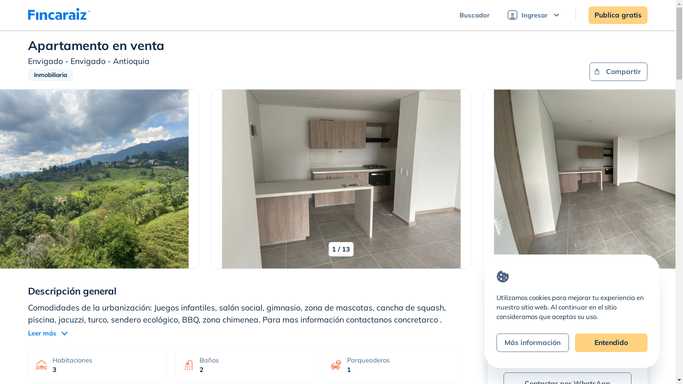 Fincaraiz
Buscador
Ingresar
Publica gratis
Apartamento en venta
Envigado - Envigado - Antioquia
Inmobiliaria
Compartir
1 / 13
Descripción general
Comodidades de la urbanización: Juegos infantiles, salón social, gimnasio, zona de mascotas, cancha de squash,
piscina, jacuzzi, turco, sendero ecológico, BBQ, zona chimenea, Para mas información contactanos concretarco .
Leer más
Habitaciones
3
Baños
2
Parqueaderos
1
Utilizamos cookies para mejorar tu experiencia en
nuestro sitio web. Al continuar en el sitio
consideramos que aceptas su uso.
Más información
Entendido
Contactar por WhatsApp